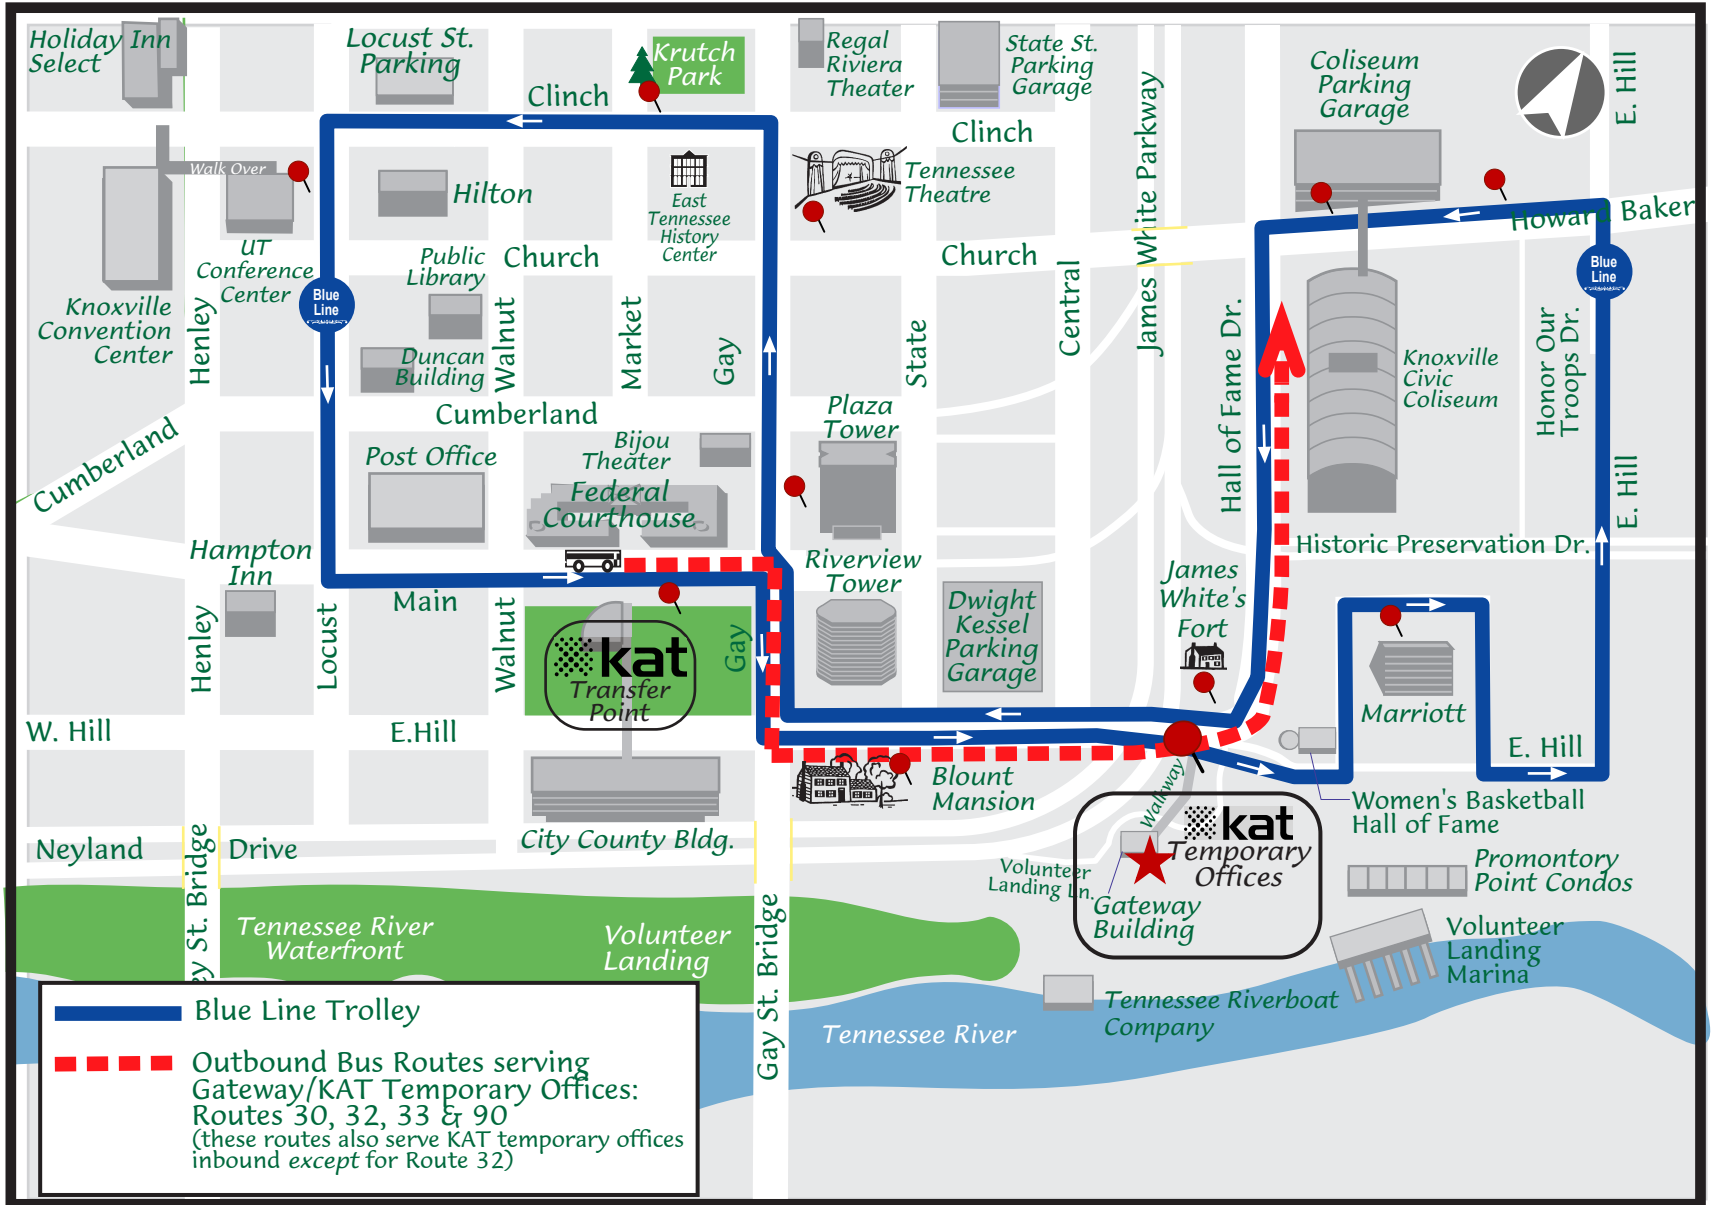 Holiday Inn
Select
Locust St.
Parking
Krutch
Park
Regal
Riviera
Theater
State St.
Parking
Garage
James White Parkway
Coliseum
Parking
Garage
E. Hill
Clinch
Clinch
Walk Over
Hilton
East
Tennessee
History
Center
Tennessee
Theatre
Howard Baker
UT
Conference
Center
Public
Library
Church
Church
Blue
Line
Blue
Line
Knoxville
Convention
Center
Henley
Walnut
Market
Gay
State
Central
Hall of Fame Dr.
Honor Our
Troops Dr.
Duncan
Building
Knoxville
Civic
Coliseum
Cumberland
Cumberland
Plaza
Tower
Post Office
Bijou
Theater
Federal
Courthouse
E. Hill
Hampton
Inn
Riverview
Tower
Historic Preservation Dr.
James
White's
Fort
Main
Dwight
Kessel
Parking
Garage
Henley
Locust
Walnut
Gay
kat
Transfer
Point
Marriott
W. Hill
E.Hill
E. Hill
Blount
Mansion
Walkway
Women's Basketball
Hall of Fame
Neyland
Drive
City County Bldg.
kat
Temporary
Offices
Volunteer
Landing Ln.
Gateway
Building
Promontory
Point Condos
ey St. Bridge
Gay St. Bridge
Tennessee River
Waterfront
Volunteer
Landing
Volunteer
Landing
Marina
Tennessee Riverboat
Company
Tennessee River
Blue Line Trolley
Outbound Bus Routes serving
Gateway/KAT Temporary Offices:
Routes 30, 32, 33 & 90
(these routes also serve KAT temporary offices
inbound except for Route 32)